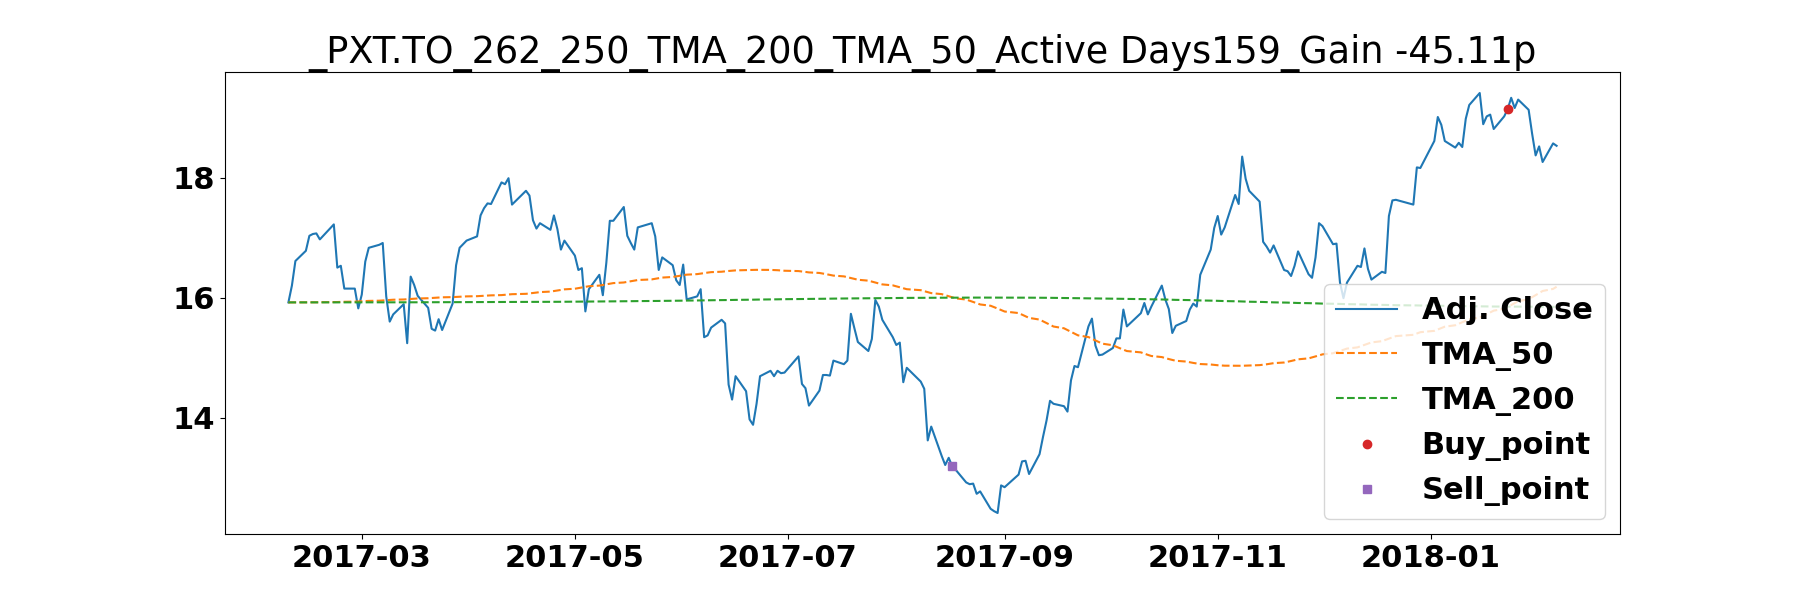 _PXT.TO_262_250_TMA_200_TMA_50_Active Days159_Gain -45.11p
18
16
14
Adj. Close
TMA_50
TMA_200
Buy_point
Sell_point
2017-03 2017-05 2017-07 2017-09 2017-11 2018-01